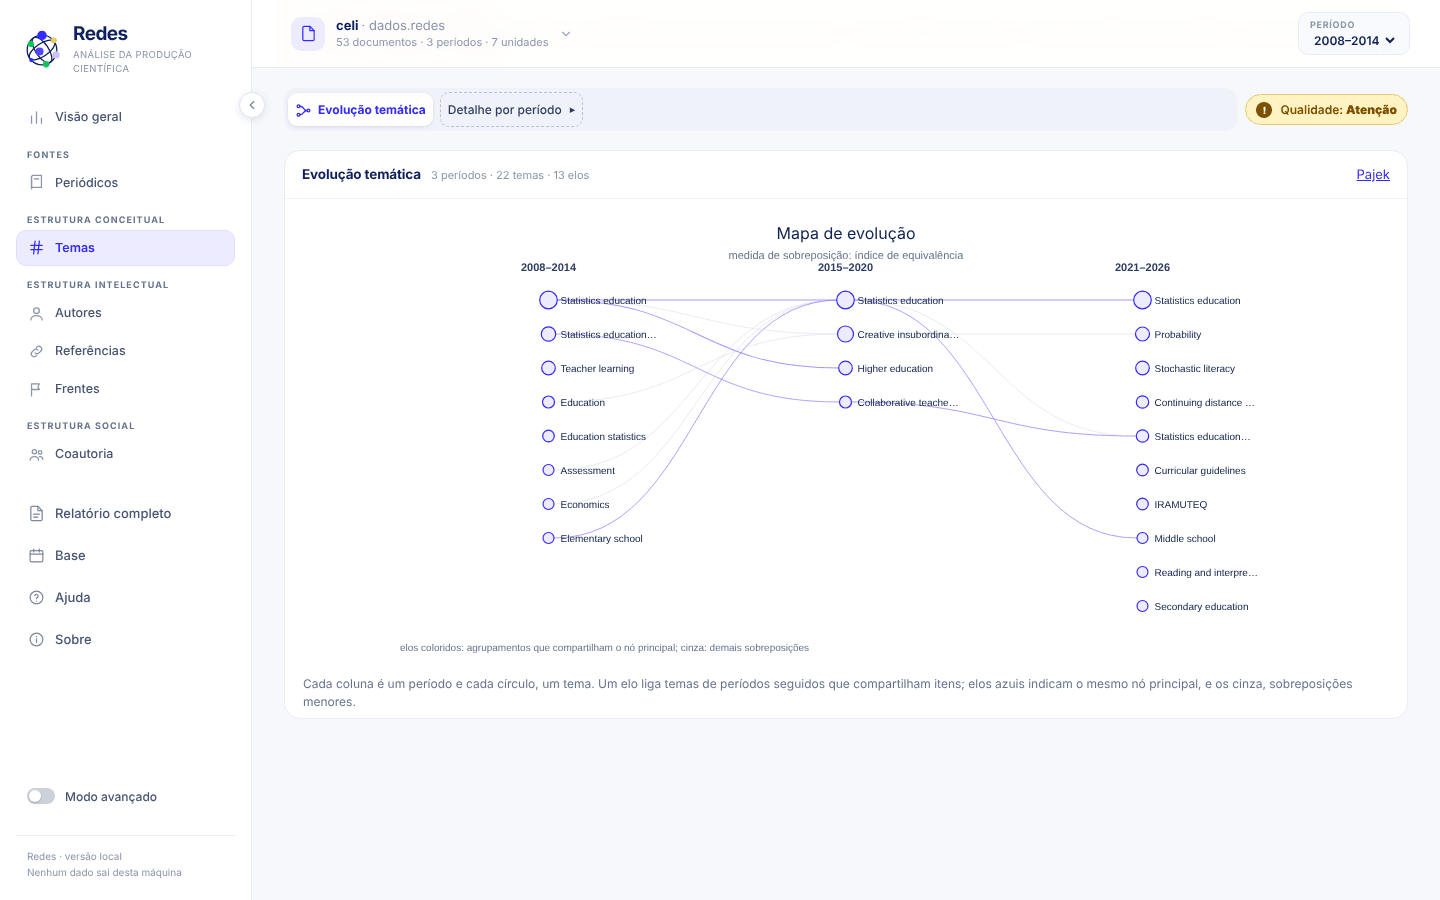 Redes
ANÁLISE DA PRODUÇÃO
CIENTÍFICA
Visão geral
FONTES
Periódicos
ESTRUTURA CONCEITUAL
Temas
ESTRUTURA INTELECTUAL
Autores
Referências
Frentes
ESTRUTURA SOCIAL
Coautoria
Relatório completo
Base
Ajuda
Sobre
Modo avançado
Redes · versão local
Nenhum dado sai desta máquina
celi · dados.redes
53 documentos · 3 períodos · 7 unidades
PERÍODO
2008–2014
Evolução temática
Detalhe por período ▸
Qualidade: Atenção
Evolução temática 3 períodos · 22 temas · 13 elos
Pajek
Mapa de evolução
medida de sobreposição: índice de equivalência
2008–2014
2015–2020
2021–2026
Statistics education
Statistics education
Statistics education
Statistics education…
Creative insubordina…
Probability
Teacher learning
Higher education
Stochastic literacy
Education
Collaborative teache…
Continuing distance …
Education statistics
Statistics education…
Assessment
Curricular guidelines
Economics
IRAMUTEQ
Elementary school
Middle school
Reading and interpre…
Secondary education
elos coloridos: agrupamentos que compartilham o nó principal; cinza: demais sobreposições
Cada coluna é um período e cada círculo, um tema. Um elo liga temas de períodos seguidos que compartilham itens; elos azuis indicam o mesmo nó principal, e os cinza, sobreposições
menores.